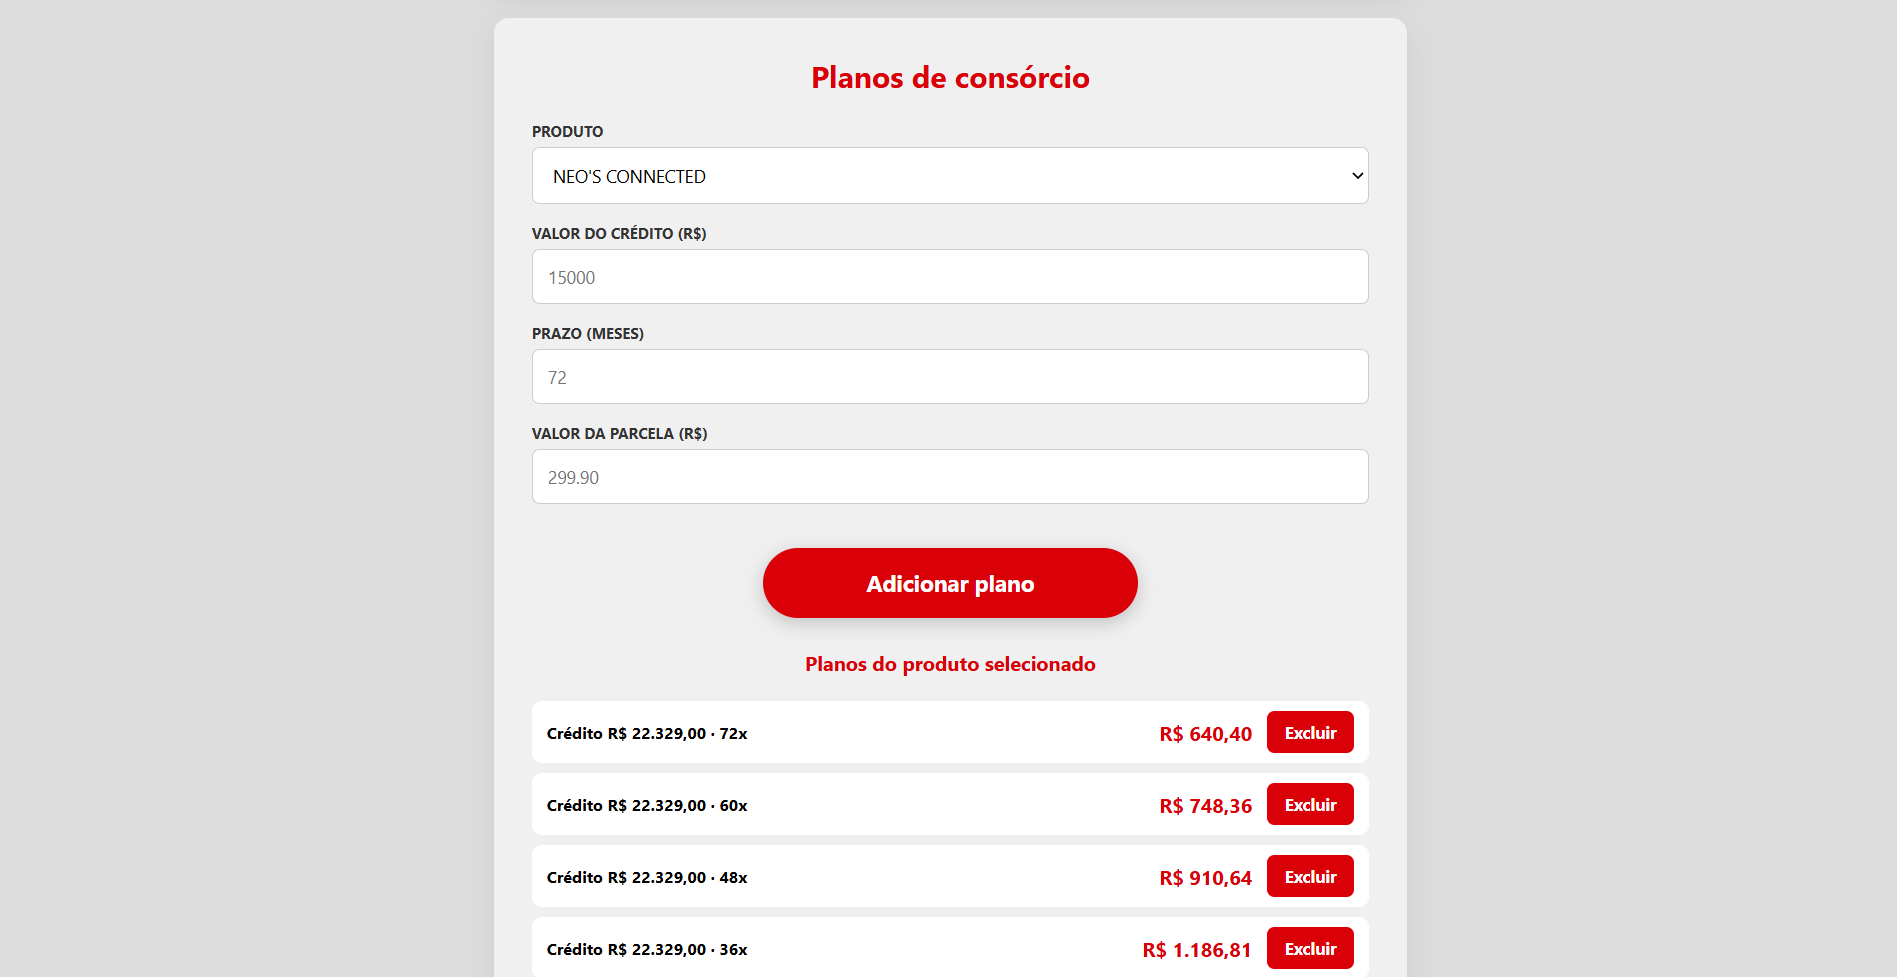 Planos de consórcio
PRODUTO
NEO'S CONNECTED
VALOR DO CRÉDITO (R$)
15000
PRAZO (MESES)
72
VALOR DA PARCELA (R$)
299.90
Adicionar plano
Planos do produto selecionado
Crédito R$ 22.329,00 · 72x R$ 640,40 Excluir
Crédito R$ 22.329,00 · 60x R$ 748,36 Excluir
Crédito R$ 22.329,00 · 48x R$ 910,64 Excluir
Crédito R$ 22.329,00 · 36x R$ 1.186,81 Excluir